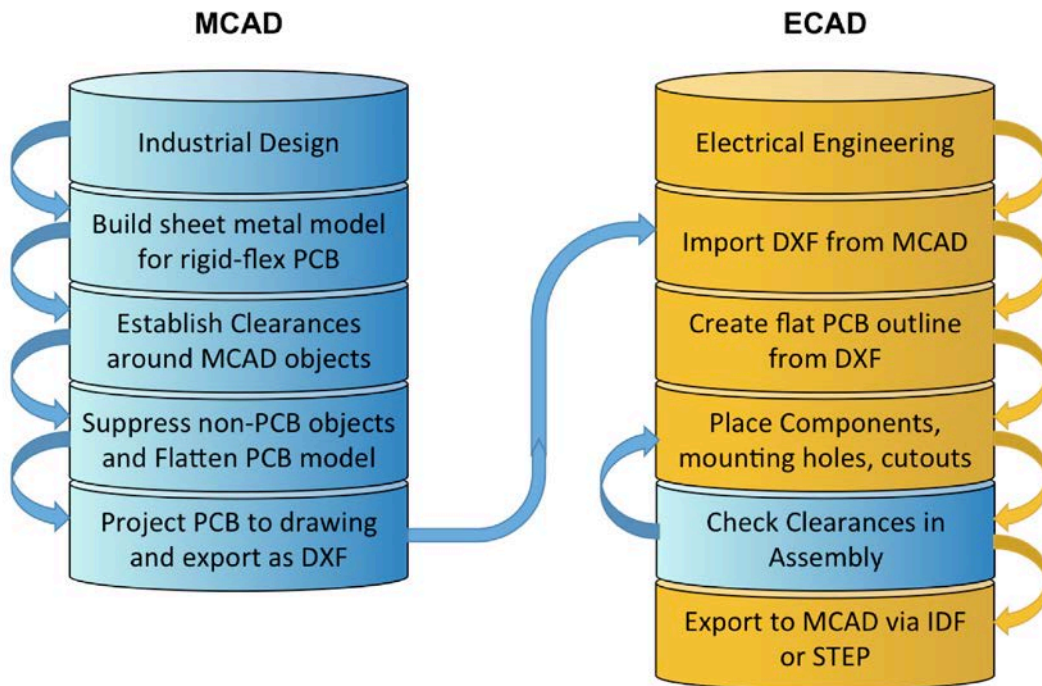 MCAD
Industrial Design
Build sheet metal model
for rigid-flex PCB
Establish Clearances
around MCAD objects
Suppress non-PCB objects
and Flatten PCB model
Project PCB to drawing
and export as DXF
ECAD
Electrical Engineering
Import DXF from MCAD
Create flat PCB outline
from DXF
Place Components,
mounting holes, cutouts
Check Clearances in
Assembly
Export to MCAD via IDF
or STEP